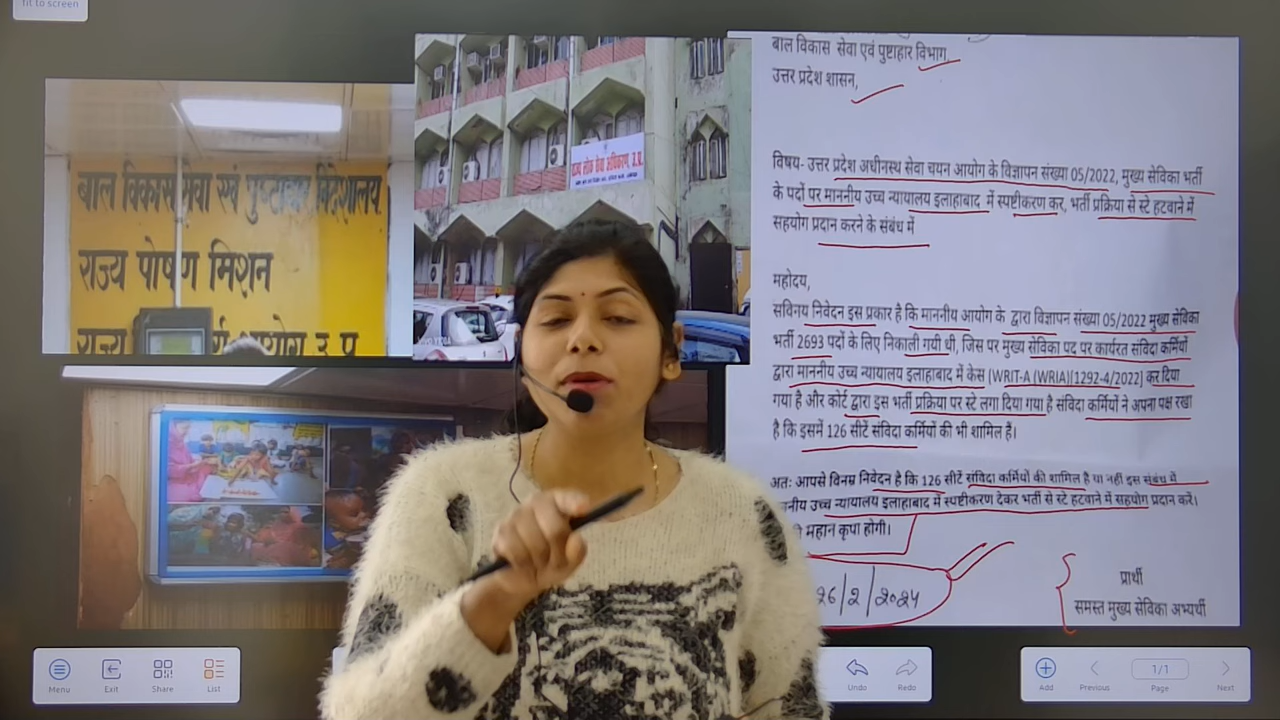 fit to screen
बाल विकास सेवा एवं पुष्टाहार निदेशालय
राज्य पोषण मिशन
उ.प्र.
राज्य लोक सेवा अधिकरण, उ.प्र.
बाल विकास सेवा एवं पुष्टाहार विभाग,
उत्तर प्रदेश शासन,
विषय- उत्तर प्रदेश अधीनस्थ सेवा चयन आयोग के विज्ञापन संख्या 05/2022, मुख्य सेविका भर्ती
के पदों पर माननीय उच्च न्यायालय इलाहाबाद में स्पष्टीकरण कर, भर्ती प्रक्रिया से स्टे हटवाने में
सहयोग प्रदान करने के संबंध में
महोदय,
सविनय निवेदन इस प्रकार है कि माननीय आयोग के द्वारा विज्ञापन संख्या 05/2022 मुख्य सेविका
भर्ती 2693 पदों के लिए निकाली गयी थी, जिस पर मुख्य सेविका पद पर कार्यरत संविदा कर्मियों
द्वारा माननीय उच्च न्यायालय इलाहाबाद में केस (WRIT-A (WRIA)(1292-4/2022] कर दिया
गया है और कोर्ट द्वारा इस भर्ती प्रक्रिया पर स्टे लगा दिया गया है संविदा कर्मियों ने अपना पक्ष रखा
है कि इसमें 126 सीटें संविदा कर्मियों की भी शामिल हैं।
अतः आपसे विनम्र निवेदन है कि 126 सीटें संविदा कर्मियों की शामिल है या नहीं इस संबंध में
ननीय उच्च न्यायालय इलाहाबाद में स्पष्टीकरण देकर भर्ती से स्टे हटवाने में सहयोग प्रदान करें।
महान कृपा होगी।
26/2/2024
प्रार्थी
समस्त मुख्य सेविका अभ्यर्थी
Menu Exit Share List Undo Redo Add Previous 1/1 Page Next